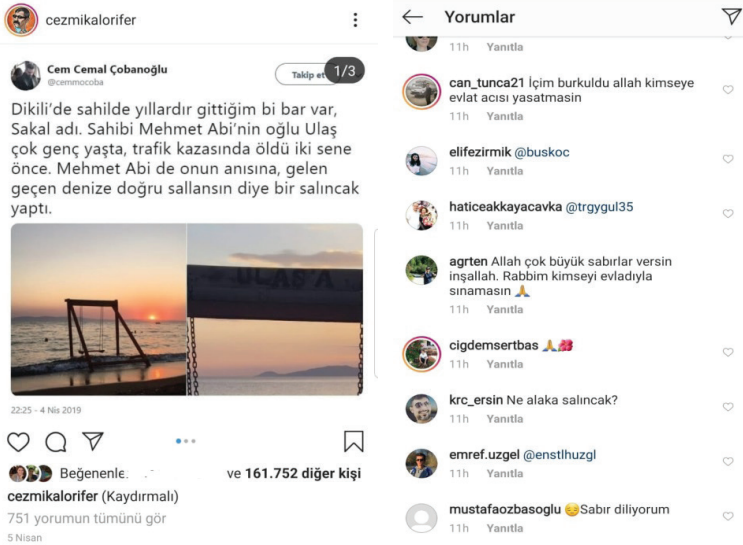 cezmikalorifer
Cem Cemal Çobanoğlu
@cemmocoba
Takip et
1/3
Dikili’de sahilde yıllardır gittiğim bi bar var,
Sakal adı. Sahibi Mehmet Abi’nin oğlu Ulaş
çok genç yaşta, trafik kazasında öldü iki sene
önce. Mehmet Abi de onun anısına, gelen
geçen denize doğru sallansın diye bir salıncak
yaptı.
ULAŞ'A
22:25 - 4 Nis 2019
Beğenenle.
ve 161.752 diğer kişi
cezmikalorifer (Kaydırmalı)
751 yorumun tümünü gör
5 Nisan
Yorumlar
11h Yanıtla
can_tunca21 İçim burkuldu allah kimseye
evlat acısı yasatmasin
11h Yanıtla
elifezirmik @buskoc
11h Yanıtla
haticeakkayacavka @trgygul35
11h Yanıtla
agrten Allah çok büyük sabırlar versin
inşallah. Rabbim kimseyi evladıyla
sınamasın 🙏
11h Yanıtla
cigdemsertbas 🙏🌺
11h Yanıtla
krc_ersin Ne alaka salıncak?
11h Yanıtla
emref.uzgel @enstlhuzgl
11h Yanıtla
mustafaozbasoglu 😔Sabır diliyorum
11h Yanıtla